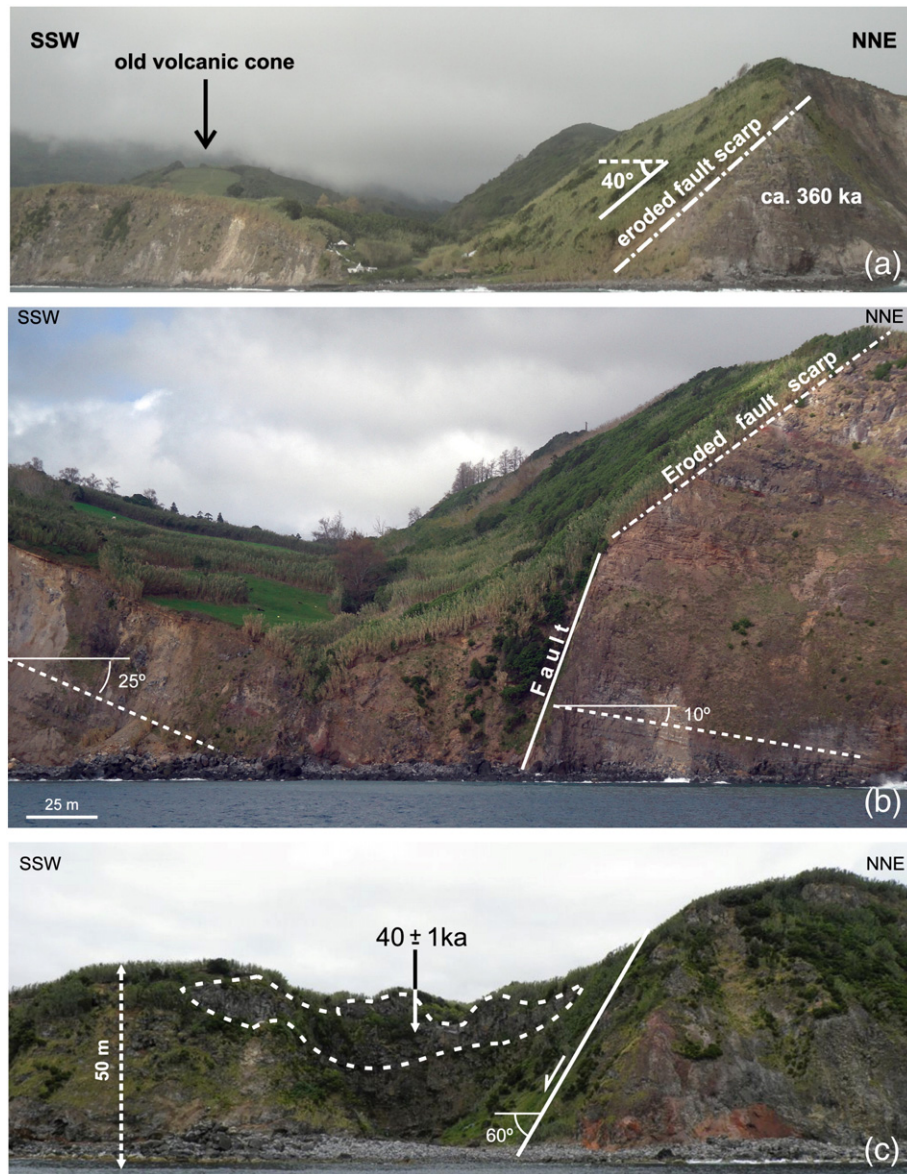 SSW
NNE
old volcanic cone
40°
eroded fault scarp
ca. 360 ka
(a)
SSW
NNE
Eroded fault scarp
Fault
25º
10º
25 m
(b)
SSW
NNE
40 ± 1ka
50 m
60º
(c)